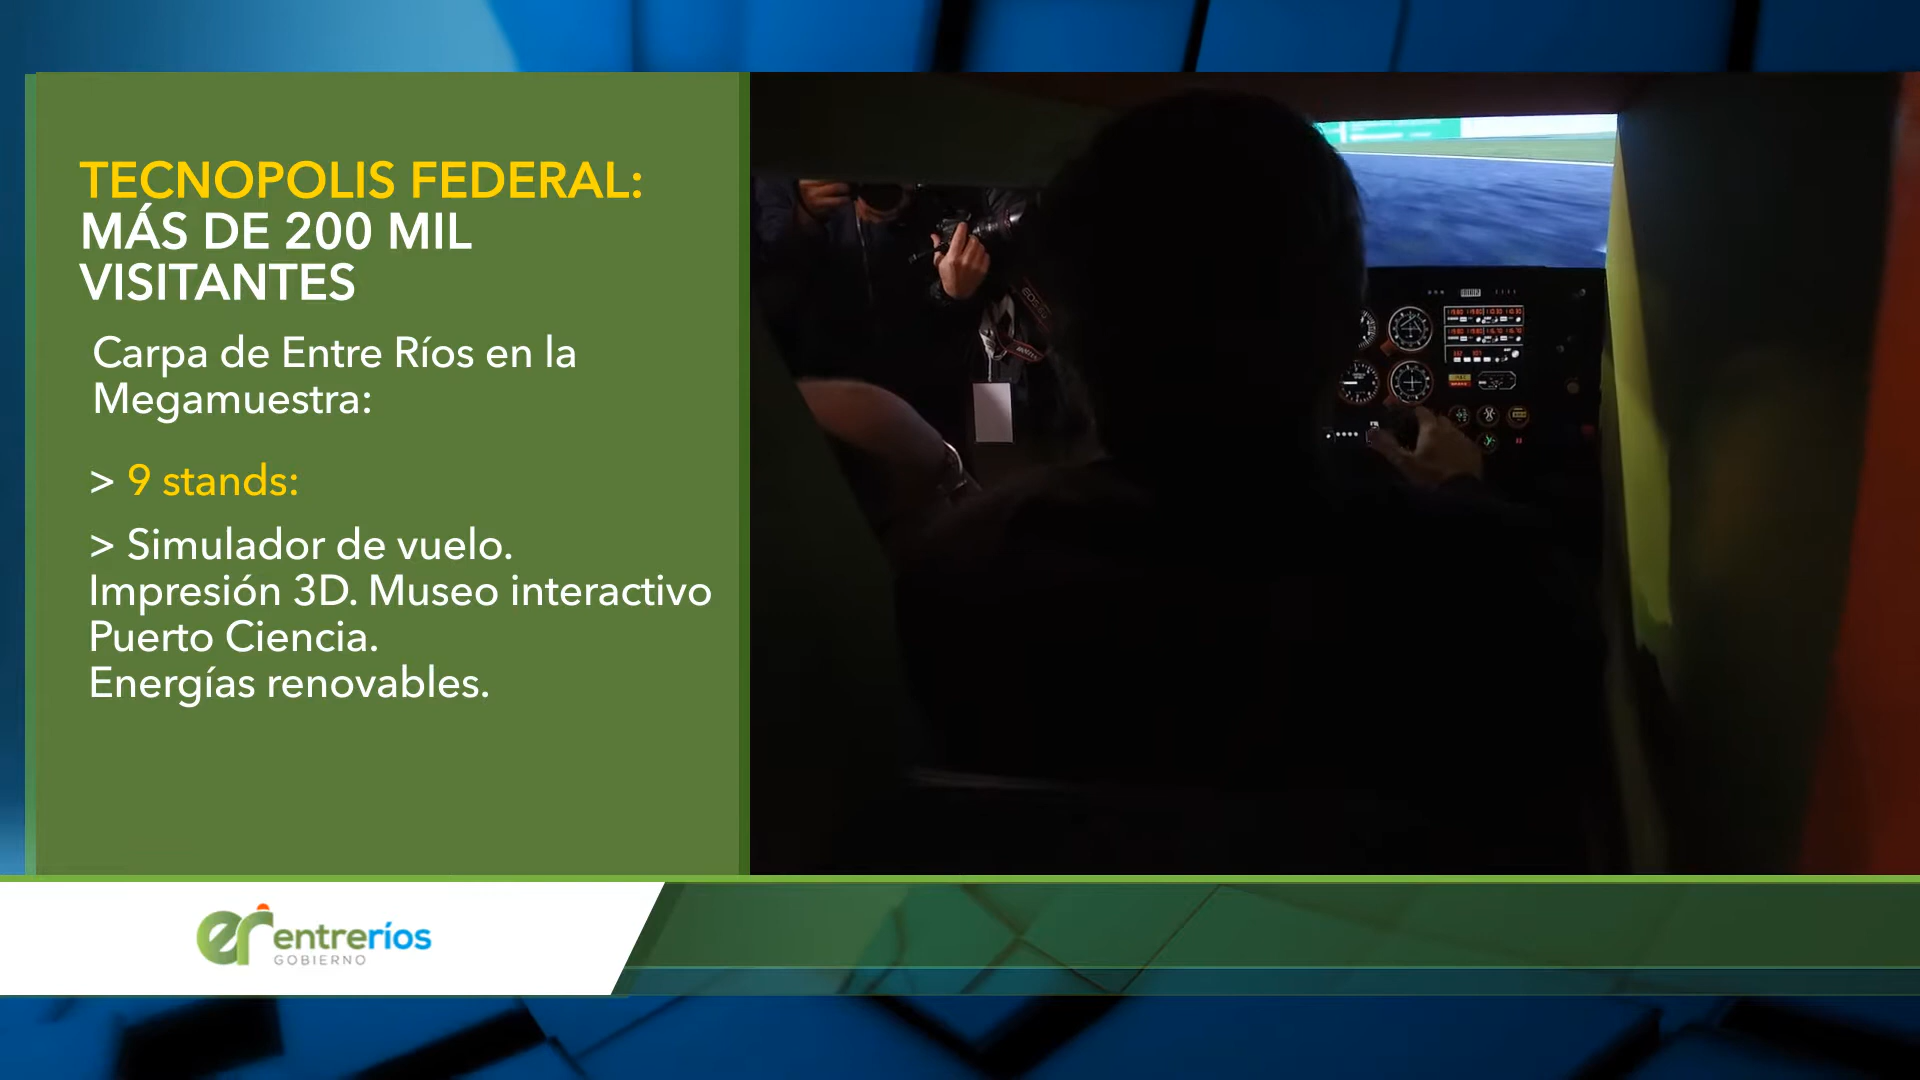 TECNOPOLIS FEDERAL:
MÁS DE 200 MIL
VISITANTES
Carpa de Entre Ríos en la
Megamuestra:
> 9 stands:
> Simulador de vuelo.
Impresión 3D. Museo interactivo
Puerto Ciencia.
Energías renovables.
er entreríos
GOBIERNO